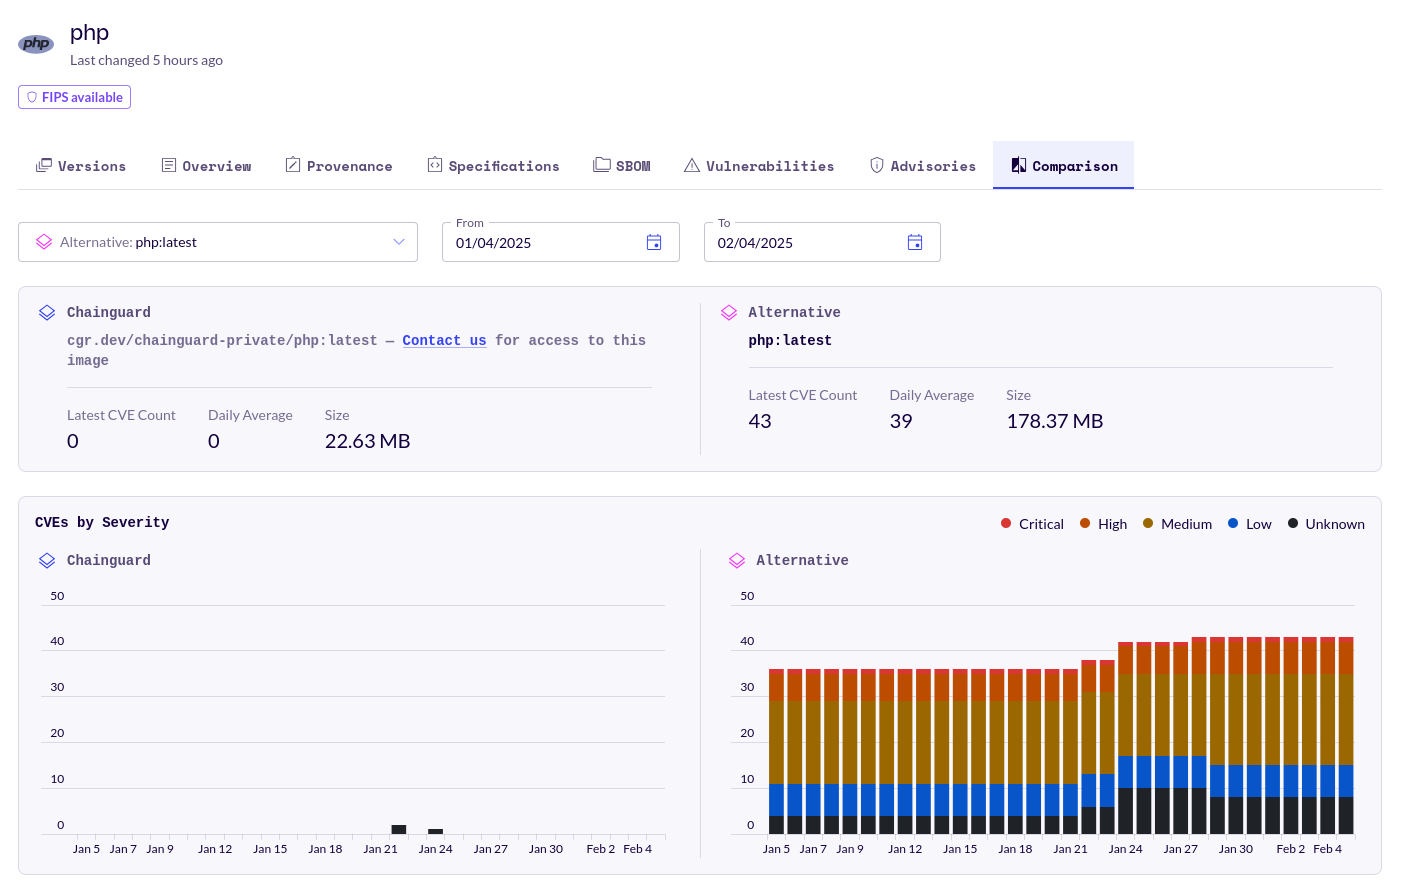 php
php
Last changed 5 hours ago
FIPS available
Versions
Overview
Provenance
Specifications
SBOM
Vulnerabilities
Advisories
Comparison
Alternative: php:latest
From
01/04/2025
To
02/04/2025
Chainguard
cgr.dev/chainguard-private/php:latest — Contact us for access to this
image
Latest CVE Count
Daily Average
Size
0
0
22.63 MB
Alternative
php:latest
Latest CVE Count
Daily Average
Size
43
39
178.37 MB
CVEs by Severity
Critical
High
Medium
Low
Unknown
Chainguard
50
40
30
20
10
0
Jan 5
Jan 7
Jan 9
Jan 12
Jan 15
Jan 18
Jan 21
Jan 24
Jan 27
Jan 30
Feb 2
Feb 4
Alternative
50
40
30
20
10
0
Jan 5
Jan 7
Jan 9
Jan 12
Jan 15
Jan 18
Jan 21
Jan 24
Jan 27
Jan 30
Feb 2
Feb 4